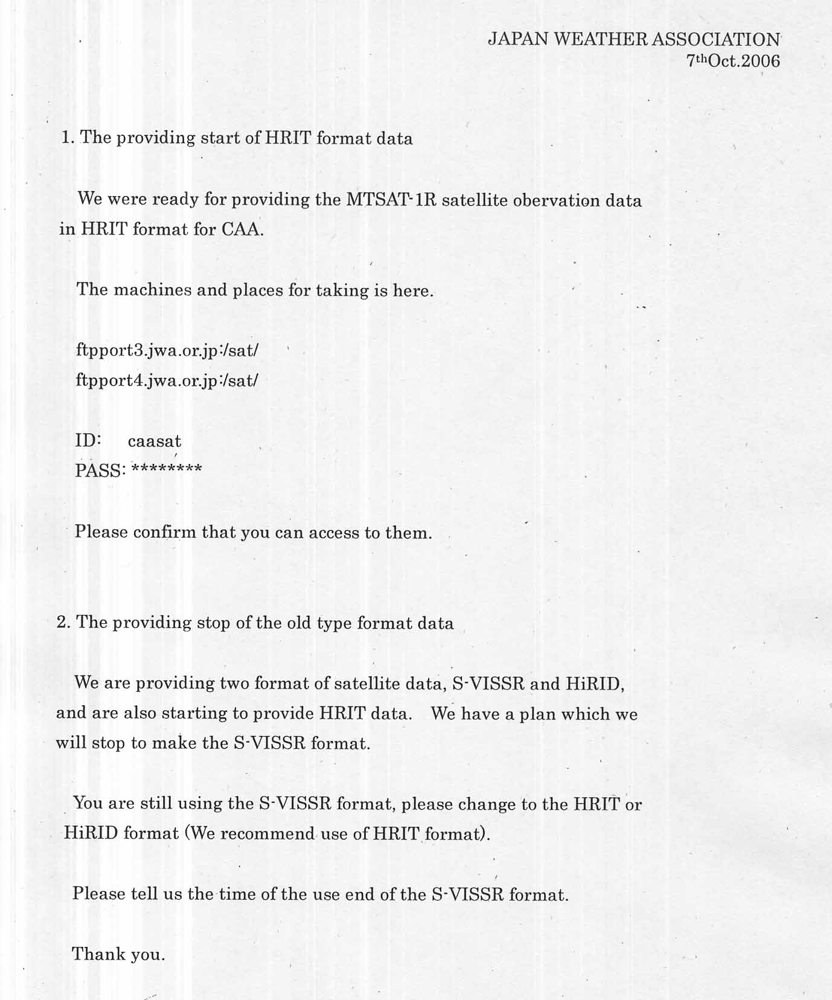 JAPAN WEATHER ASSOCIATION
7thOct.2006
1. The providing start of HRIT format data
We were ready for providing the MTSAT-1R satellite obervation data
in HRIT format for CAA.
The machines and places for taking is here.
ftpport3.jwa.or.jp:/sat/
ftpport4.jwa.or.jp:/sat/
ID: caasat
PASS: ********
Please confirm that you can access to them.
2. The providing stop of the old type format data
We are providing two format of satellite data, S-VISSR and HiRID,
and are also starting to provide HRIT data. We have a plan which we
will stop to make the S-VISSR format.
You are still using the S-VISSR format, please change to the HRIT or
HiRID format (We recommend use of HRIT format).
Please tell us the time of the use end of the S-VISSR format.
Thank you.